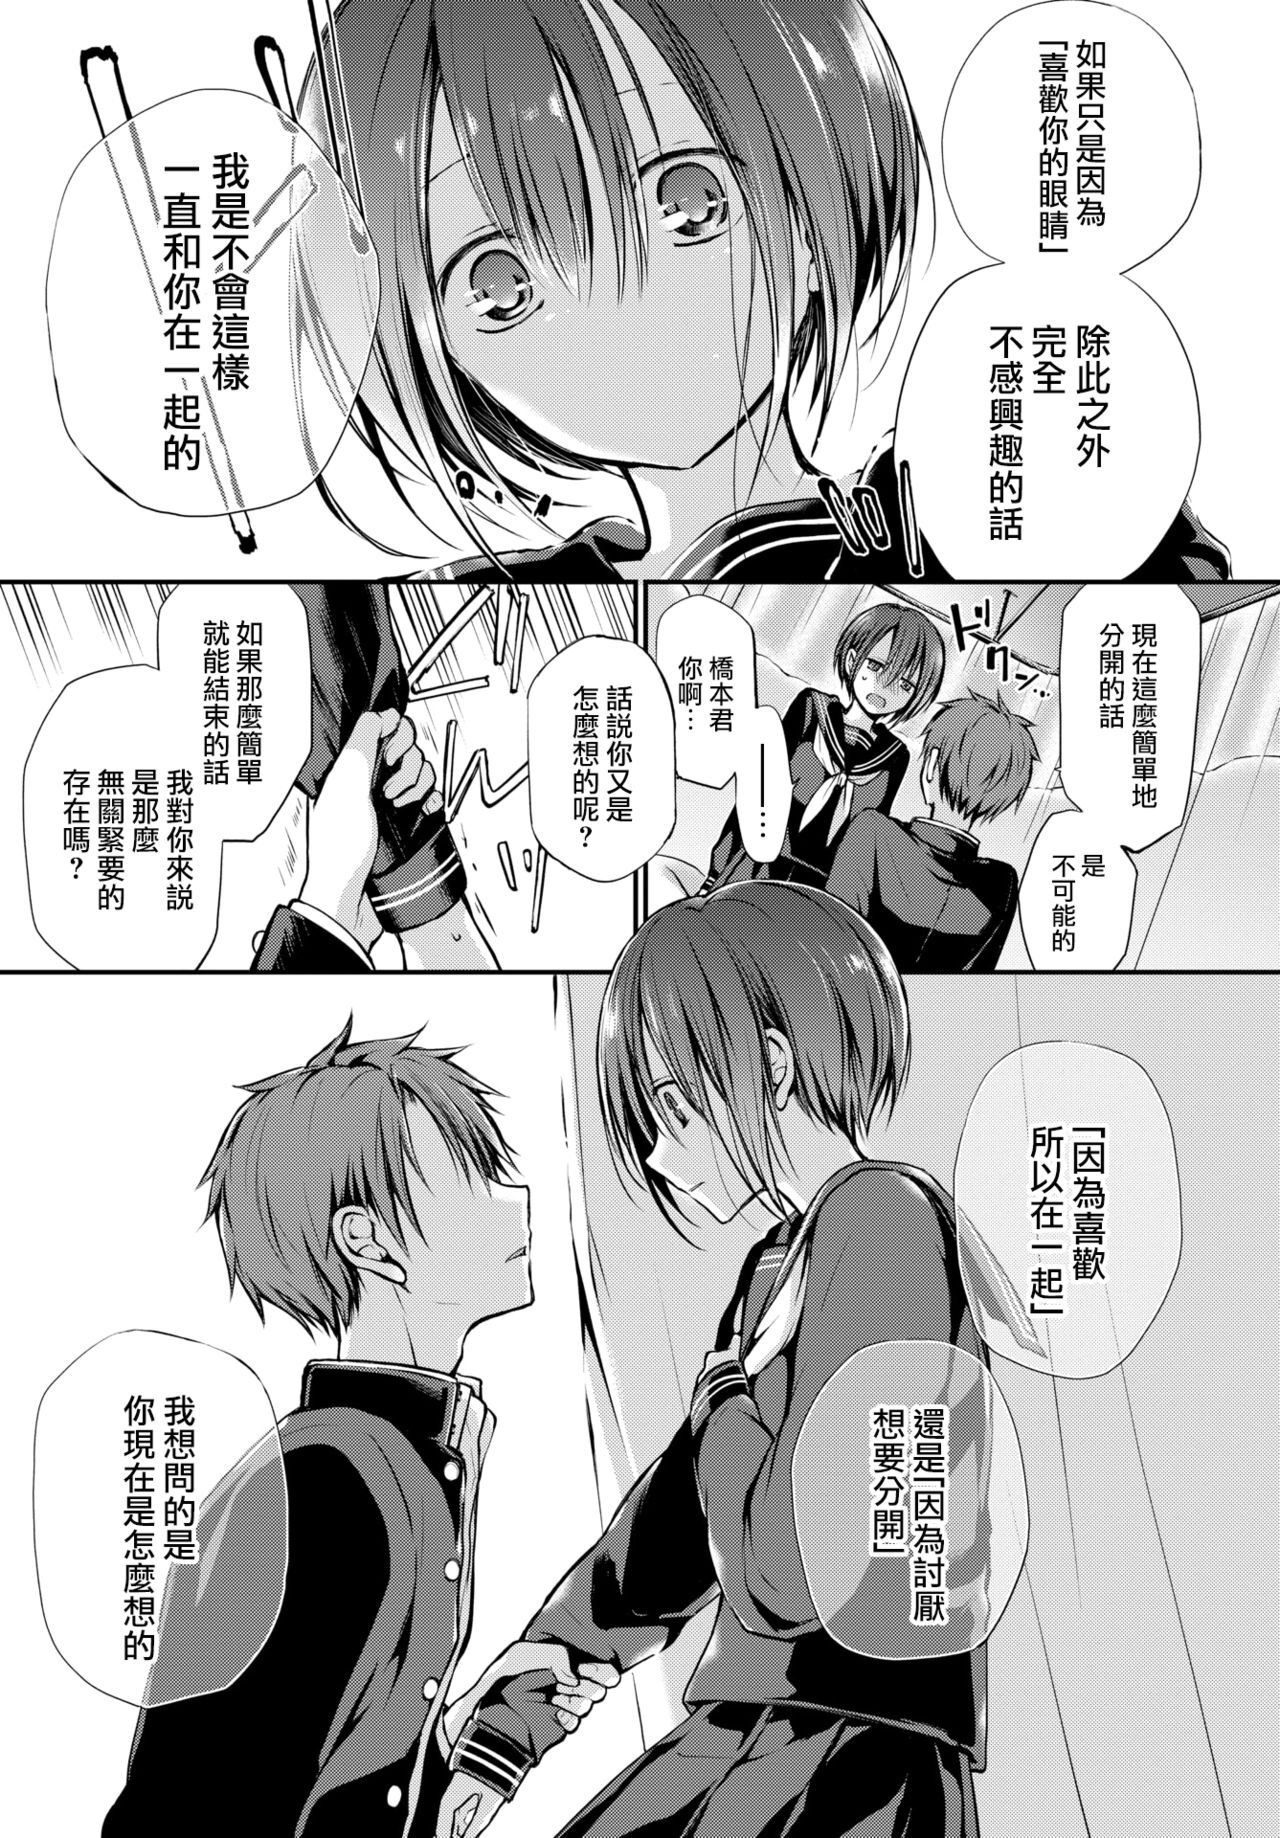 如果只是因為
「喜歡你的眼睛」
除此之外
完全
不感興趣的話
我是不會這樣
一直和你在一起的
現在這麼簡單地
分開的話
是
不可能的
ドクン…
橋本君
你啊…
——…
話說你又是
怎麼想的呢？
如果那麼簡單
就能結束的話
我對你來説
是那麼
無關緊要的
存在嗎？
「因為喜歡
所以在一起」
還是「因為討厭
想要分開」
我想問的是
你現在是怎麼想的